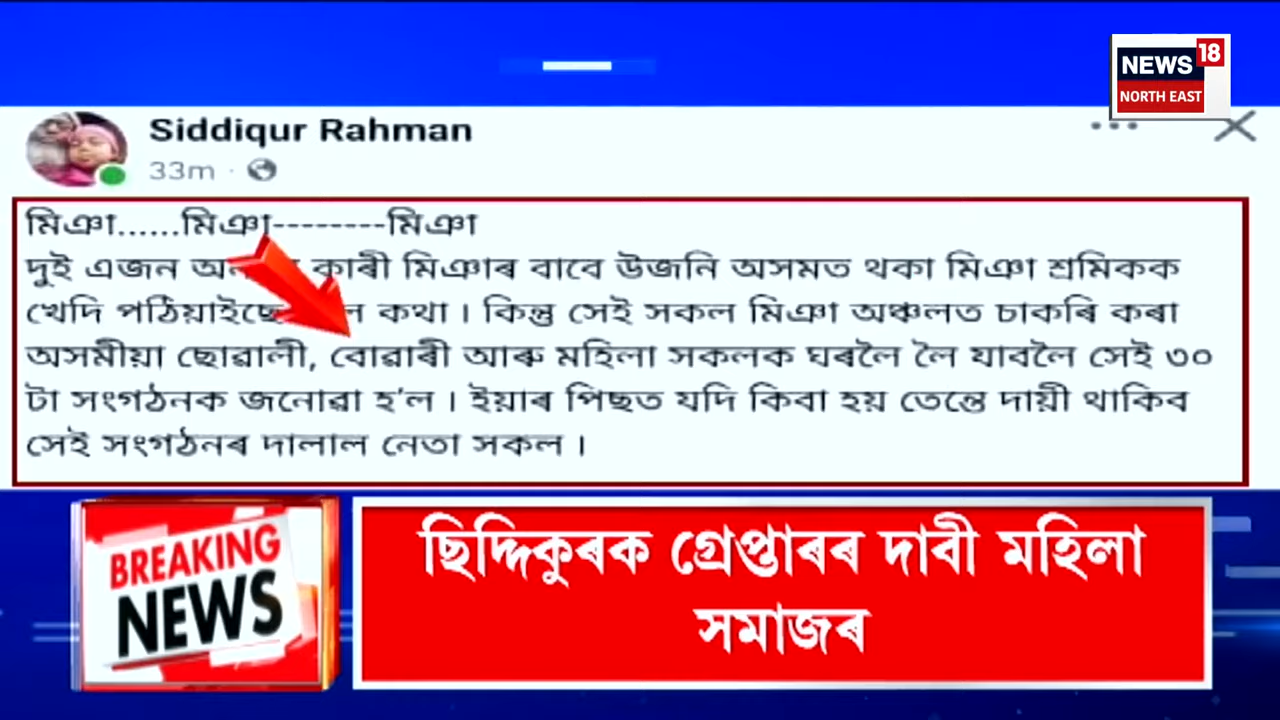 NEWS 18
NORTH EAST
Siddiqur Rahman
33m
মিঞা......মিঞা--------মিঞা
দুই এজন কাৰী মিঞাৰ বাবে উজনি অসমত থকা মিঞা শ্ৰমিকক
খেদি পঠিয়াইছে কথা । কিন্তু সেই সকল মিঞা অঞ্চলত চাকৰি কৰা
অসমীয়া ছোৱালী, বোৱাৰী আৰু মহিলা সকলক ঘৰলৈ লৈ যাবলৈ সেই ৩০
টা সংগঠনক জনোৱা হ'ল । ইয়াৰ পিছত যদি কিবা হয় তেন্তে দায়ী থাকিব
সেই সংগঠনৰ দালাল নেতা সকল ।
BREAKING
NEWS
ছিদ্দিকুৰক গ্ৰেপ্তাৰৰ দাবী মহিলা
সমাজৰ